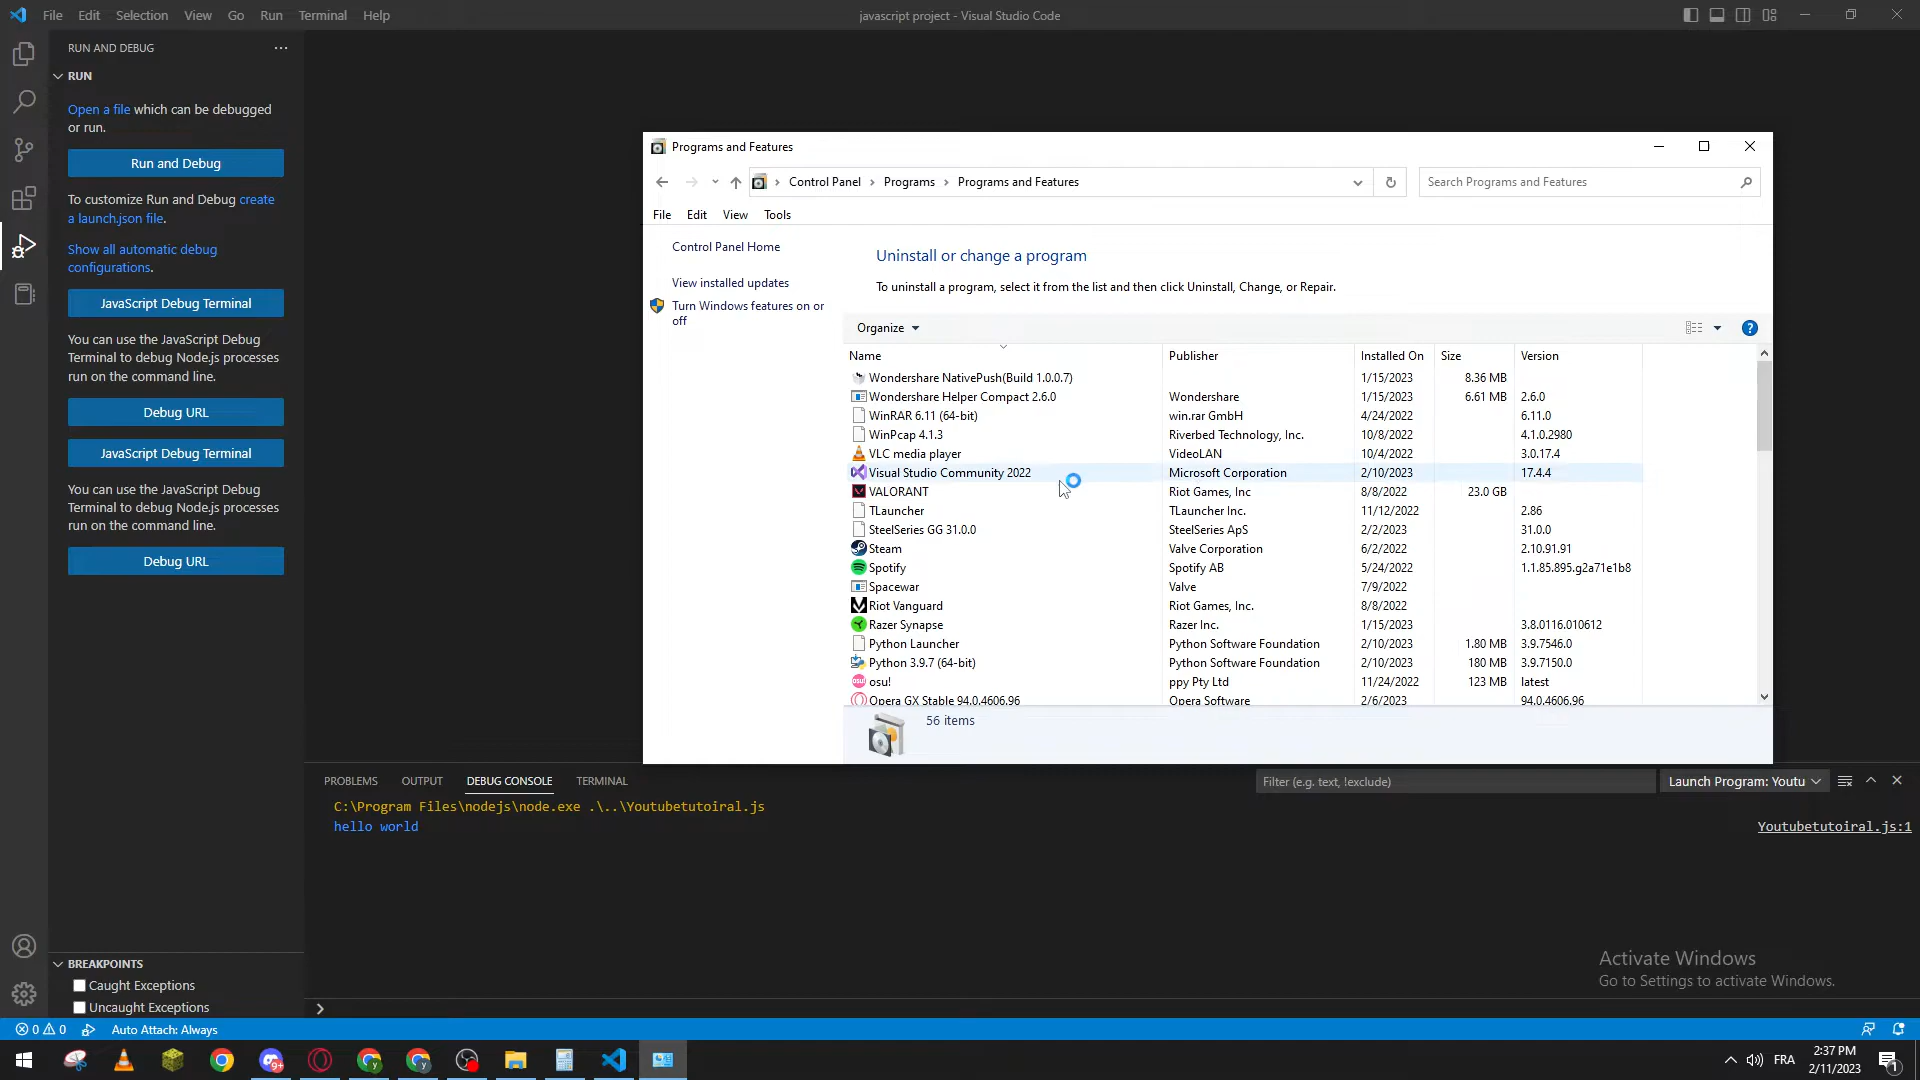 File Edit Selection View Go Run Terminal Help
javascript project - Visual Studio Code
RUN AND DEBUG
RUN
Open a file which can be debugged
or run.
Run and Debug
To customize Run and Debug create
a launch.json file.
Show all automatic debug
configurations.
JavaScript Debug Terminal
You can use the JavaScript Debug
Terminal to debug Node.js processes
run on the command line.
Debug URL
JavaScript Debug Terminal
You can use the JavaScript Debug
Terminal to debug Node.js processes
run on the command line.
Debug URL
BREAKPOINTS
Caught Exceptions
Uncaught Exceptions
Programs and Features
Control Panel > Programs > Programs and Features
Search Programs and Features
File Edit View Tools
Control Panel Home
View installed updates
Turn Windows features on or
off
Uninstall or change a program
To uninstall a program, select it from the list and then click Uninstall, Change, or Repair.
Organize
Name Publisher Installed On Size Version
Wondershare NativePush(Build 1.0.0.7) 1/15/2023 8.36 MB
Wondershare Helper Compact 2.6.0 Wondershare 1/15/2023 6.61 MB 2.6.0
WinRAR 6.11 (64-bit) win.rar GmbH 4/24/2022 6.11.0
WinPcap 4.1.3 Riverbed Technology, Inc. 10/8/2022 4.1.0.2980
VLC media player VideoLAN 10/4/2022 3.0.17.4
Visual Studio Community 2022 Microsoft Corporation 2/10/2023 17.4.4
VALORANT Riot Games, Inc 8/8/2022 23.0 GB
TLauncher TLauncher Inc. 11/12/2022 2.86
SteelSeries GG 31.0.0 SteelSeries ApS 2/2/2023 31.0.0
Steam Valve Corporation 6/2/2022 2.10.91.91
Spotify Spotify AB 5/24/2022 1.1.85.895.g2a71e1b8
Spacewar Valve 7/9/2022
Riot Vanguard Riot Games, Inc. 8/8/2022
Razer Synapse Razer Inc. 1/15/2023 3.8.0116.010612
Python Launcher Python Software Foundation 2/10/2023 1.80 MB 3.9.7546.0
Python 3.9.7 (64-bit) Python Software Foundation 2/10/2023 180 MB 3.9.7150.0
osu! ppy Pty Ltd 11/24/2022 123 MB latest
Opera GX Stable 94.0.4606.96 Opera Software 2/6/2023 94.0.4606.96
56 items
PROBLEMS OUTPUT DEBUG CONSOLE TERMINAL
Filter (e.g. text, !exclude)
Launch Program: Youtu
C:\Program Files\nodejs\node.exe .\..\Youtubetutoiral.js
hello world
Youtubetutoiral.js:1
Activate Windows
Go to Settings to activate Windows.
0 0 Auto Attach: Always
9+
FRA
2:37 PM
2/11/2023
1